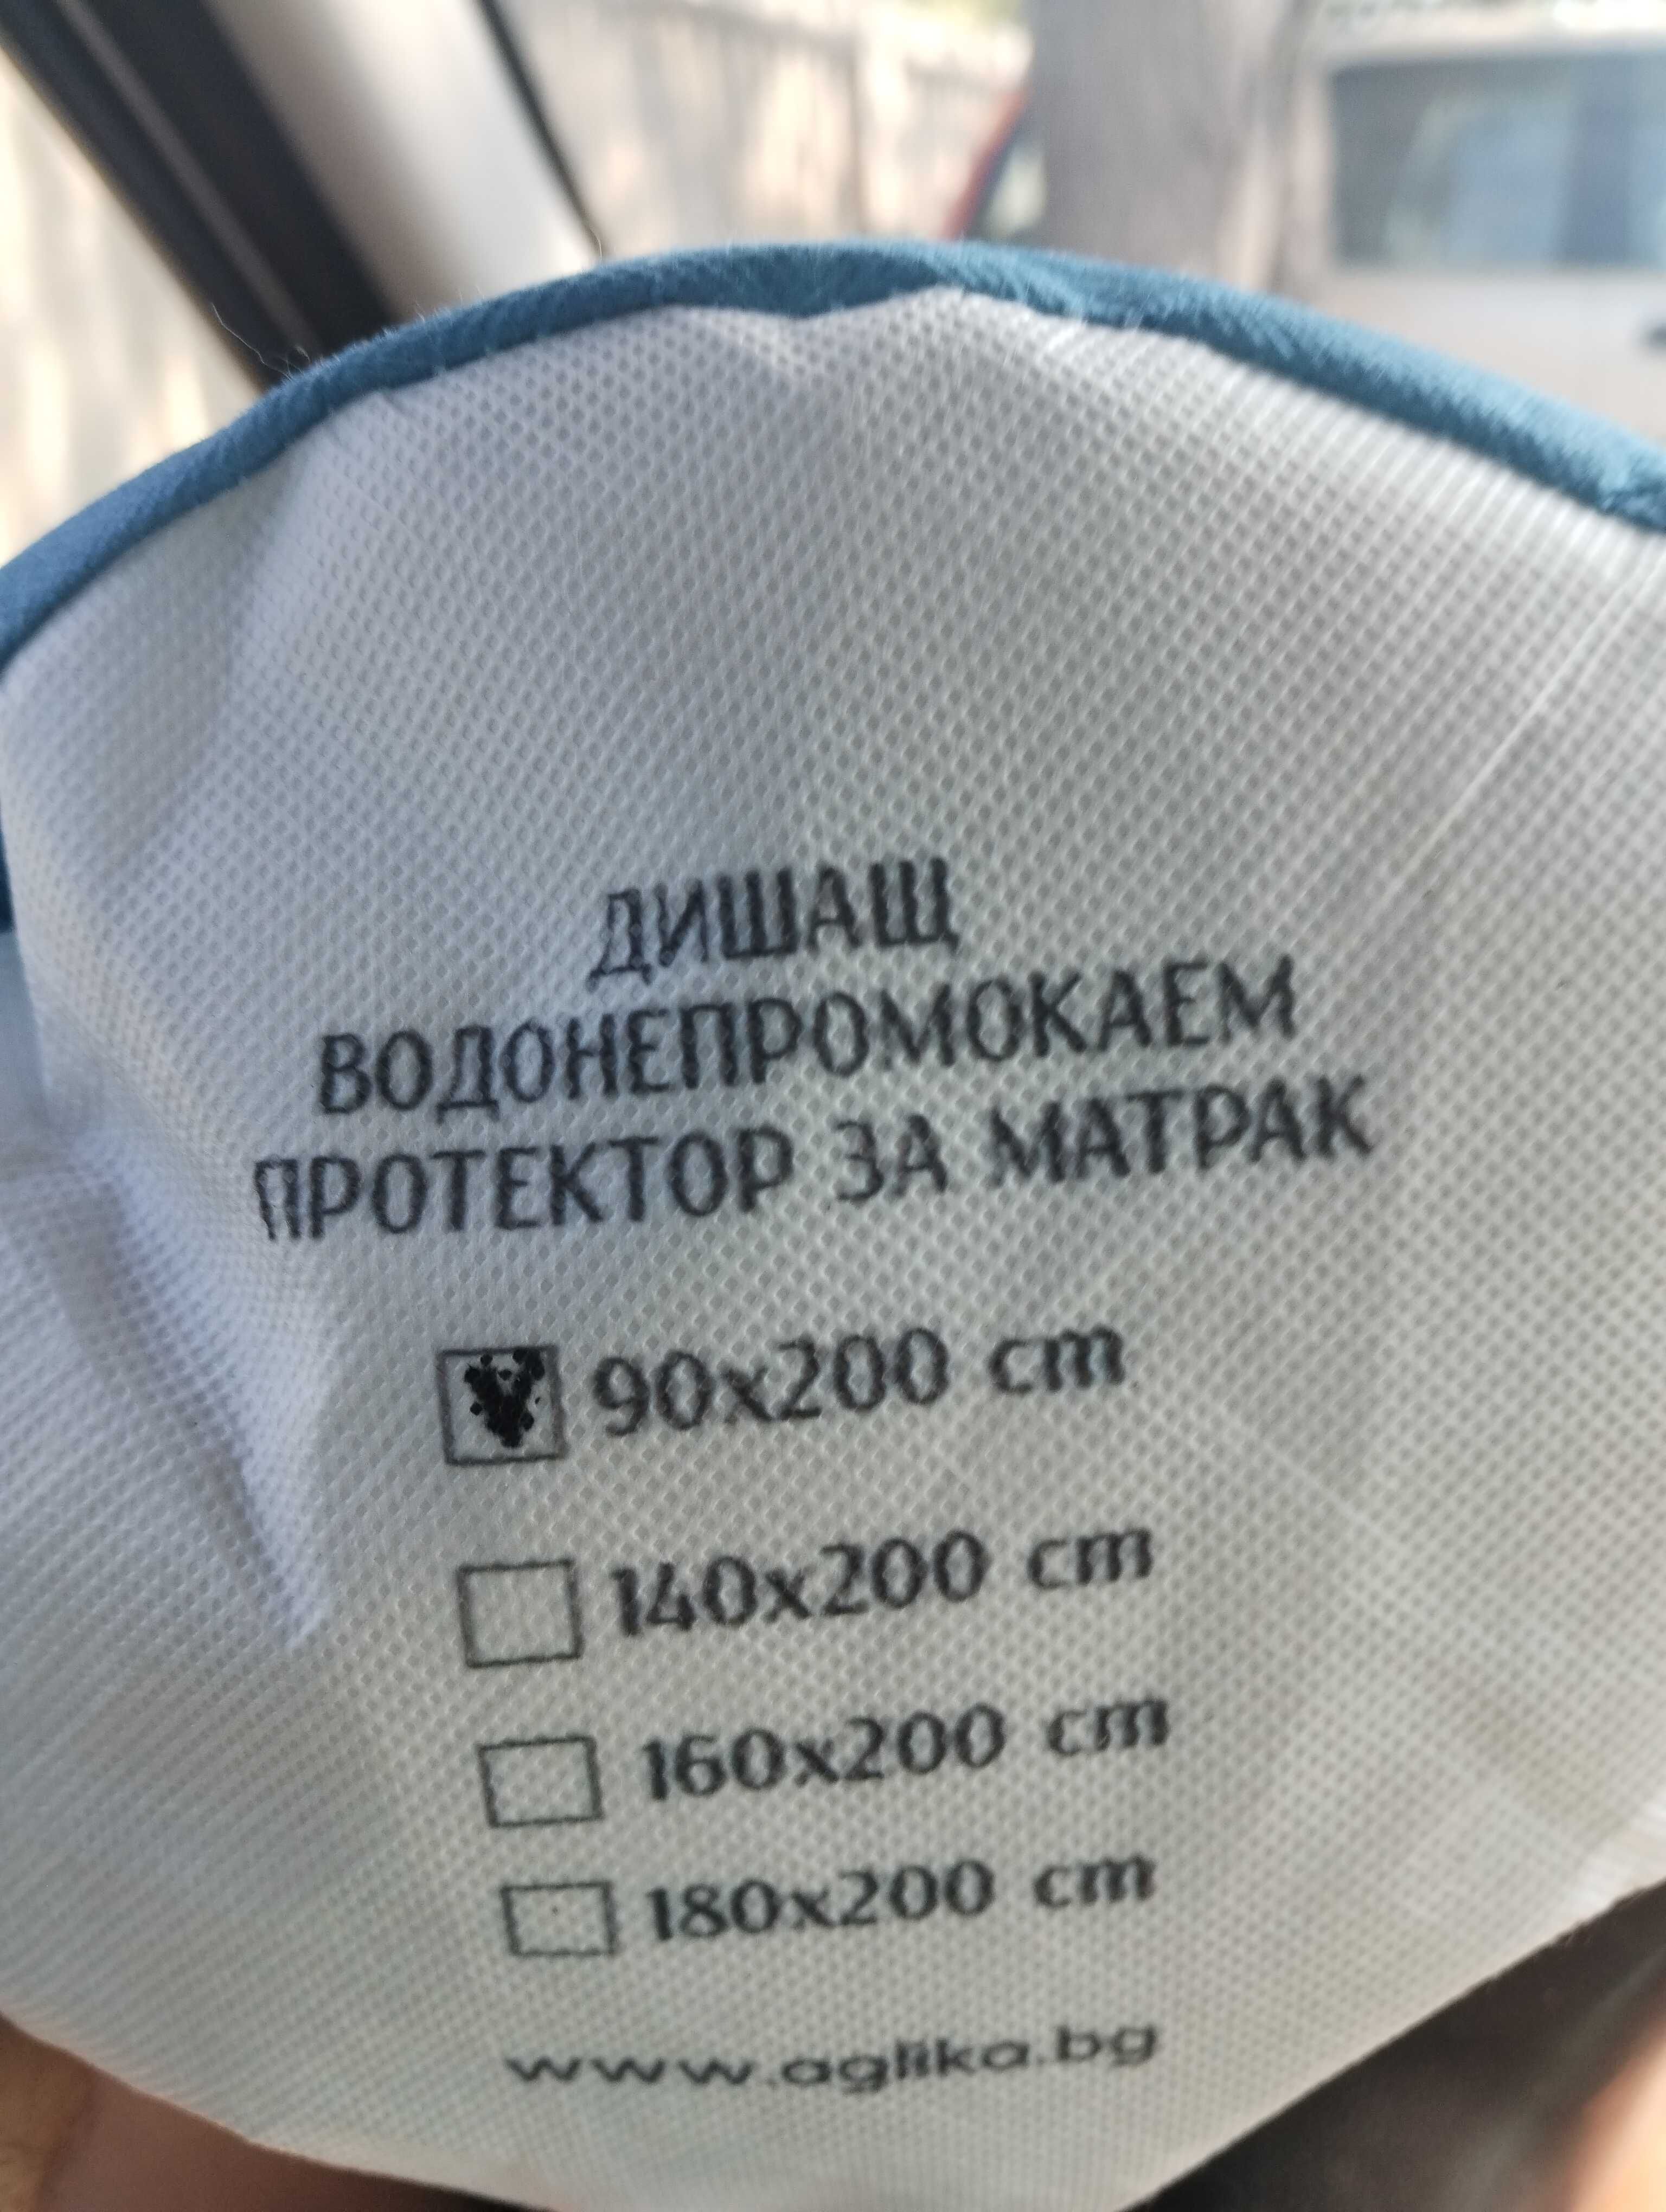 ДИШАЩ
ВОДОНЕПРОМОКАЕМ
ПРОТЕКТОР ЗА МАТРАК
90x200 cm
140x200 cm
160x200 cm
180x200 cm
www.aglika.bg